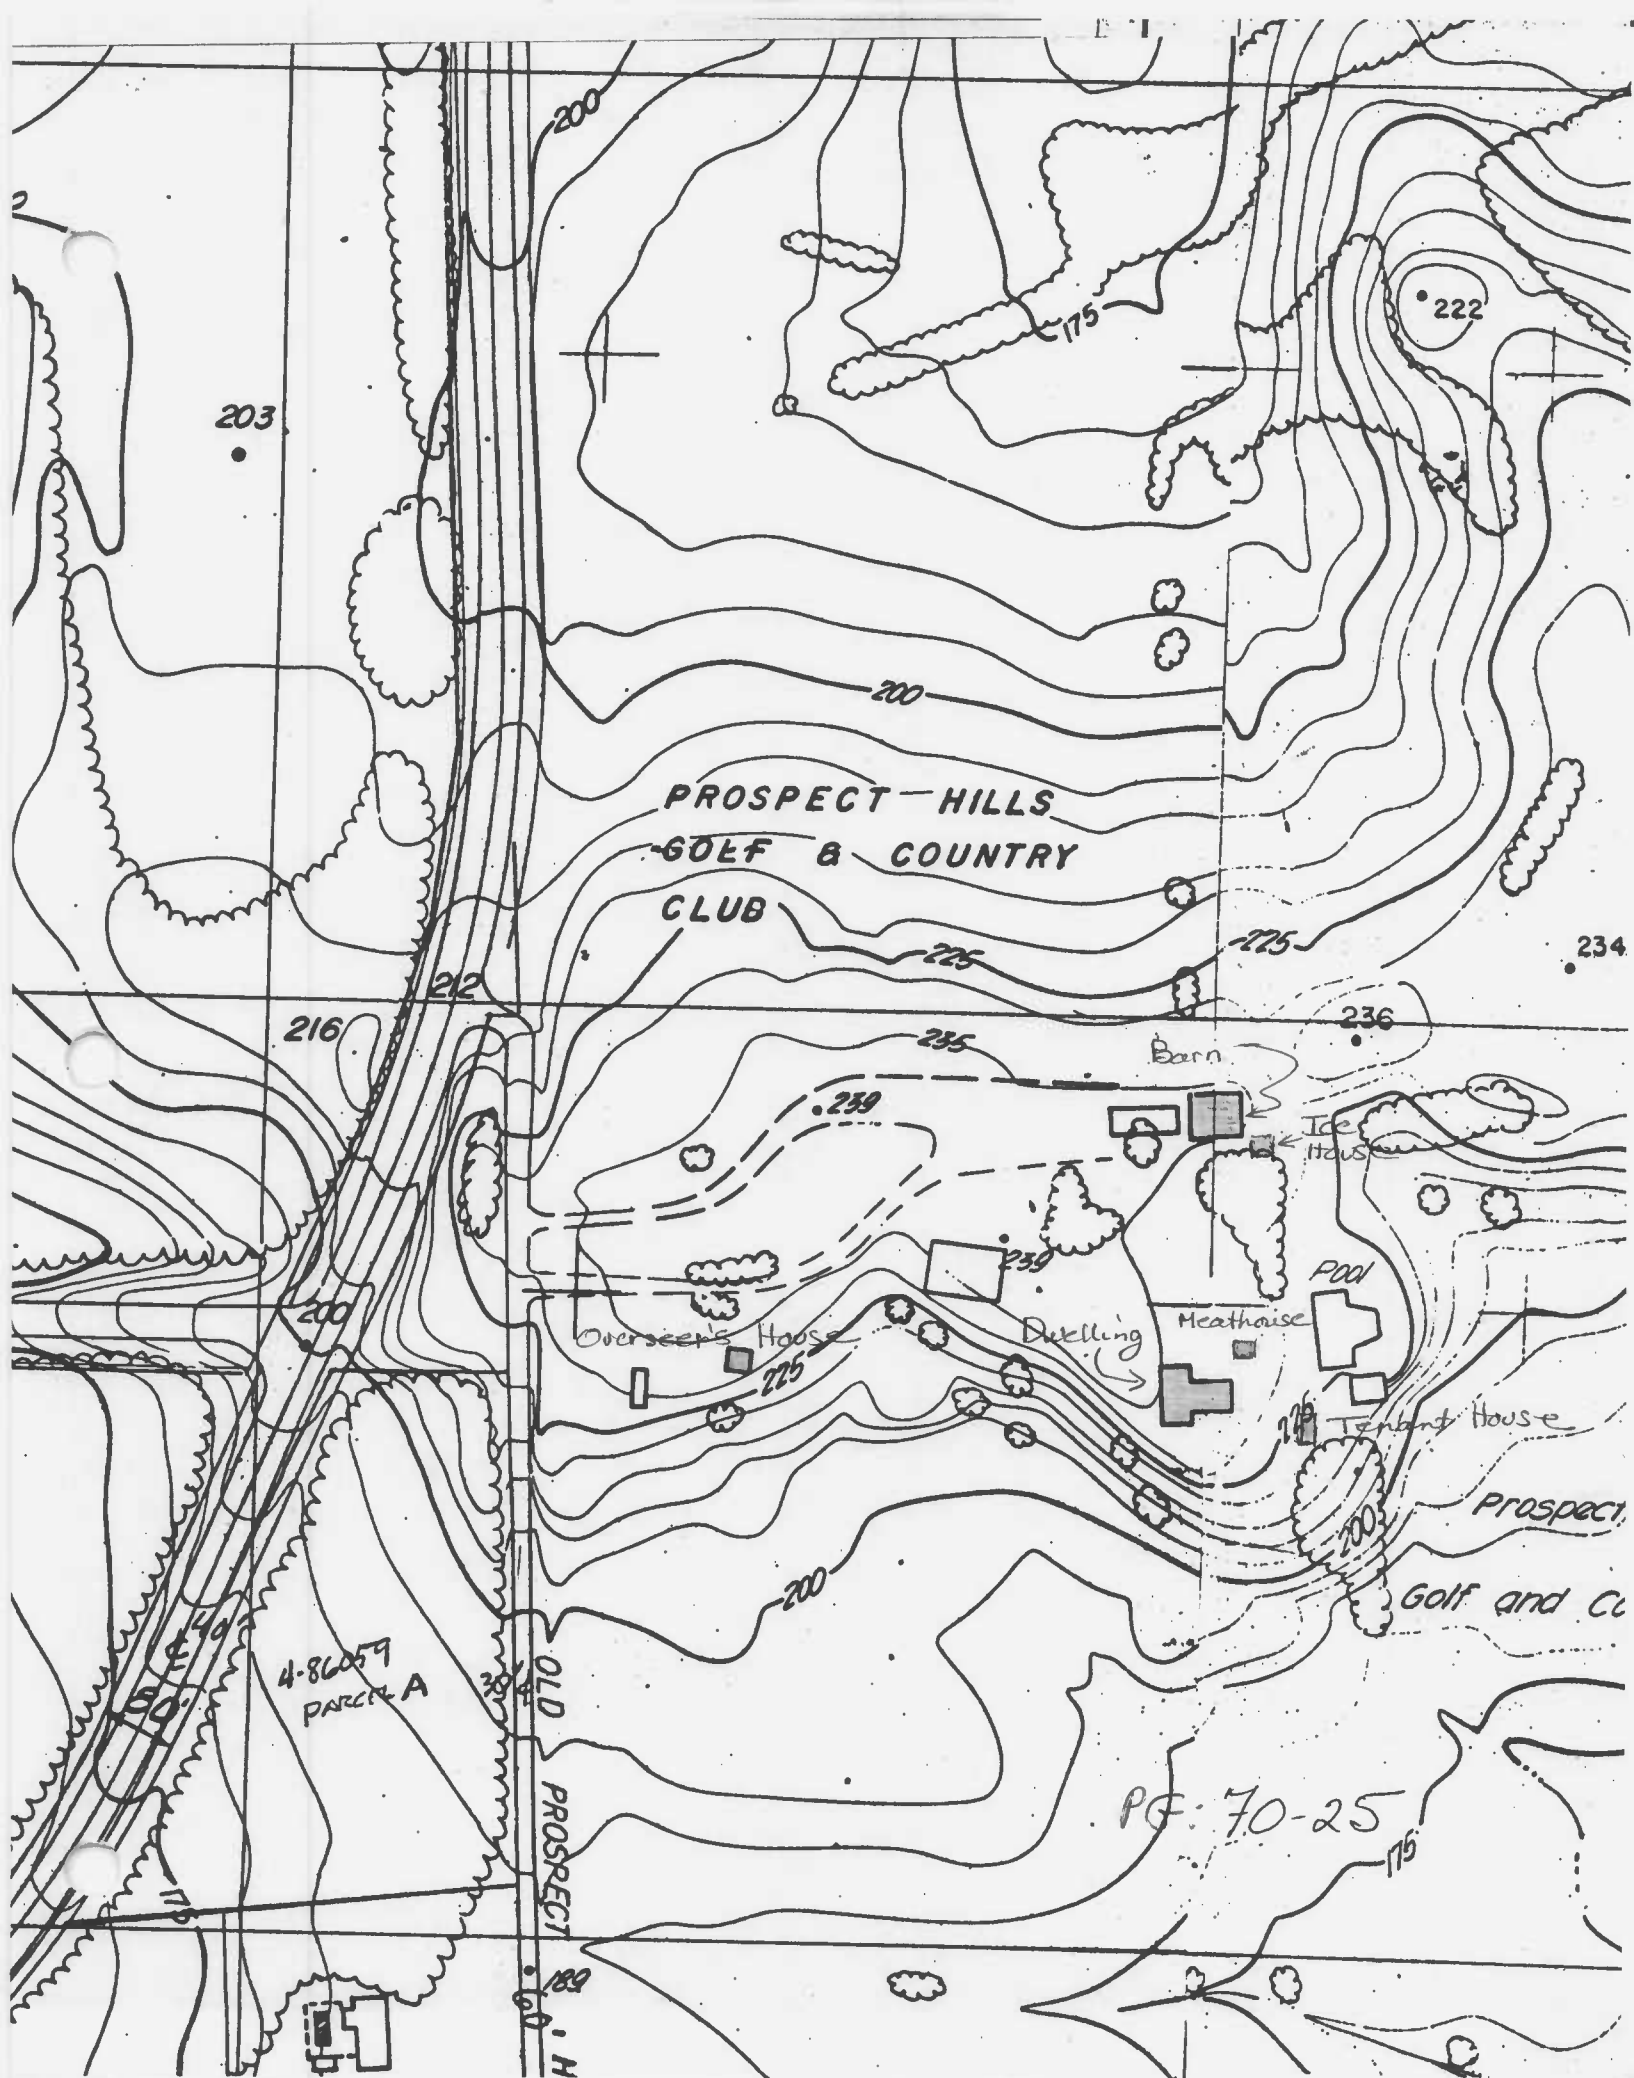 200
222
175
203
200
PROSPECT HILLS
GOLF & COUNTRY
CLUB
225
225
234
212
216
236
235
Barn
239
Ice
House
239
Pool
200
Overseer's House
Dwelling
Meathouse
225
Tenant House
Prospect
200
200
Golf and Co
4-86059
PARCEL A
OLD
PROSPECT
PG: 70-25
175
175
189
60' H